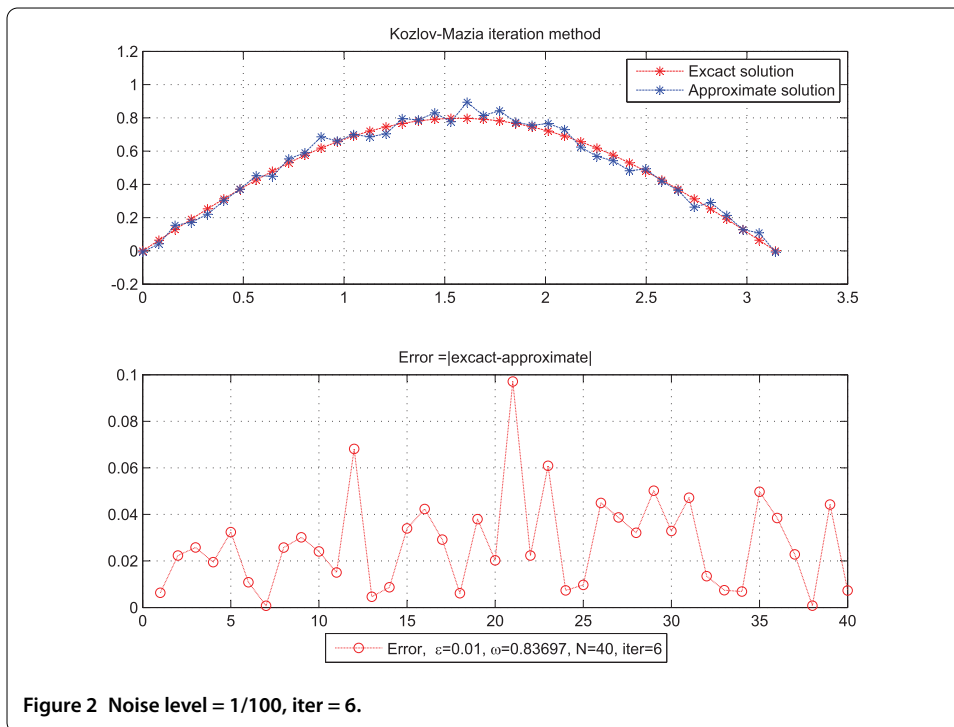 Kozlov-Mazia iteration method
1.2
1
0.8
0.6
0.4
0.2
0
-0.2
Excact solution
Approximate solution
0 0.5 1 1.5 2 2.5 3 3.5
Error =|excact-approximate|
0.1
0.08
0.06
0.04
0.02
0
0 5 10 15 20 25 30 35 40
Error, ε=0.01, ω=0.83697, N=40, iter=6
Figure 2 Noise level = 1/100, iter = 6.